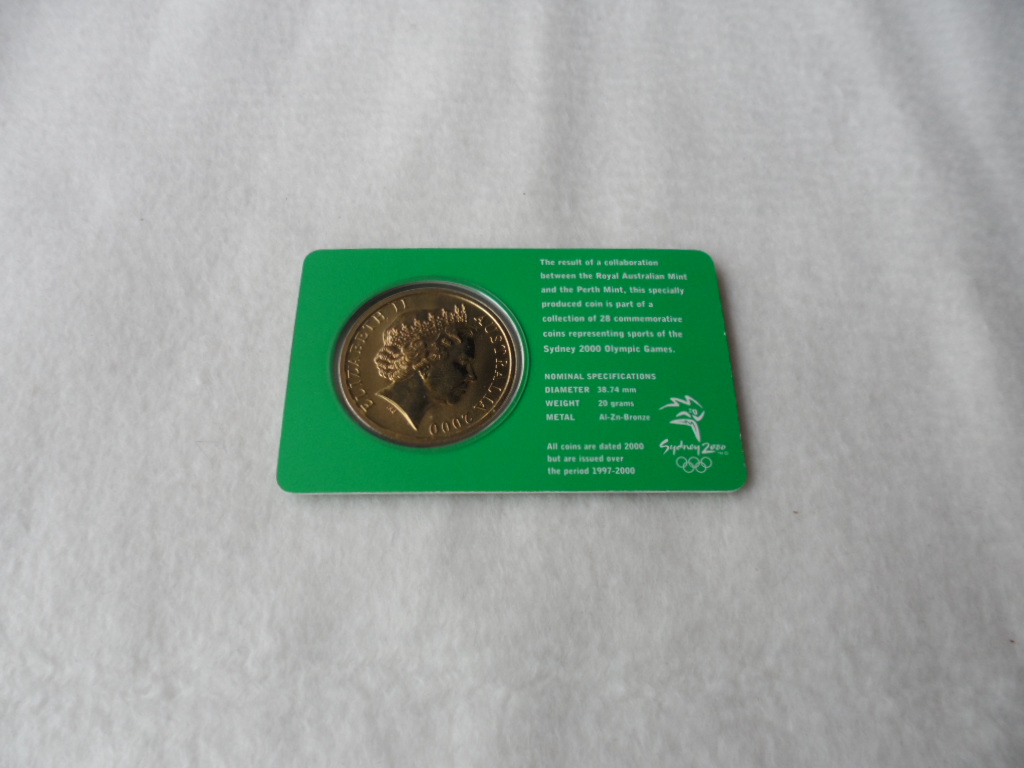 ELIZABETH II AUSTRALIA 2000
The result of a collaboration
between the Royal Australian Mint
and the Perth Mint, this specially
produced coin is part of a
collection of 28 commemorative
coins representing sports of the
Sydney 2000 Olympic Games.
NOMINAL SPECIFICATIONS
DIAMETER 38.74 mm
WEIGHT 20 grams
METAL Al-Zn-Bronze
All coins are dated 2000
but are issued over
the period 1997-2000
Sydney 2000